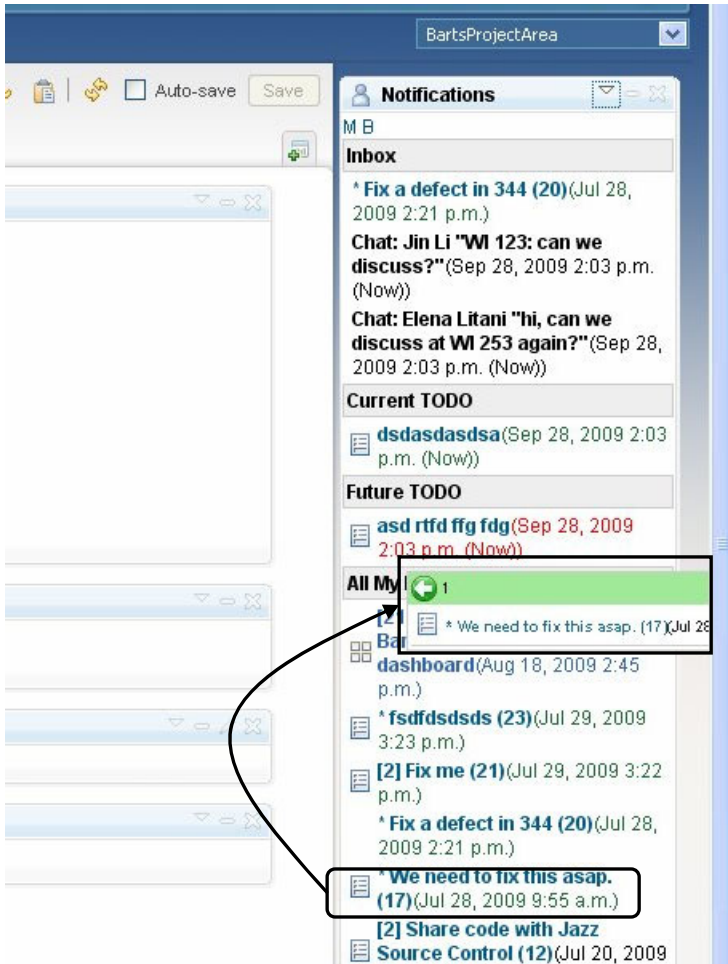 BartsProjectArea
Auto-save Save
Notifications
M B
Inbox
* Fix a defect in 344 (20)(Jul 28,
2009 2:21 p.m.)
Chat: Jin Li "WI 123: can we
discuss?"(Sep 28, 2009 2:03 p.m.
(Now))
Chat: Elena Litani "hi, can we
discuss at WI 253 again?"(Sep 28,
2009 2:03 p.m. (Now))
Current TODO
dsdasdasdsa(Sep 28, 2009 2:03
p.m. (Now))
Future TODO
asd rtfd ffg fdg(Sep 28, 2009
2:03 p.m. (Now))
All My
1
* We need to fix this asap. (17)(Jul 28
[2]
dashboard(Aug 18, 2009 2:45
p.m.)
* fsdfdsdsds (23)(Jul 29, 2009
3:23 p.m.)
[2] Fix me (21)(Jul 29, 2009 3:22
p.m.)
* Fix a defect in 344 (20)(Jul 28,
2009 2:21 p.m.)
* We need to fix this asap.
(17)(Jul 28, 2009 9:55 a.m.)
[2] Share code with Jazz
Source Control (12)(Jul 20, 2009